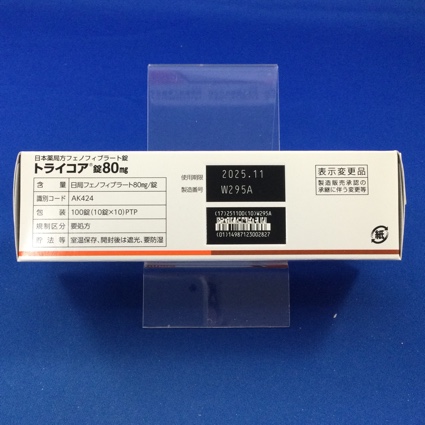 日本薬局方フェノフィブラート錠
トライコア®錠80mg
含 量 日局フェノフィブラート80mg/錠
識別コード AK424
包 装 100錠(10錠×10)PTP
規制区分 要処方
貯 法 等 室温保存、開封後は遮光、要防湿
使用期限 2025.11
製造番号 W295A
(17)251100(10)W295A
(01)14987123002827
表示変更品
製造販売承認の
承継に伴う変更等
紙